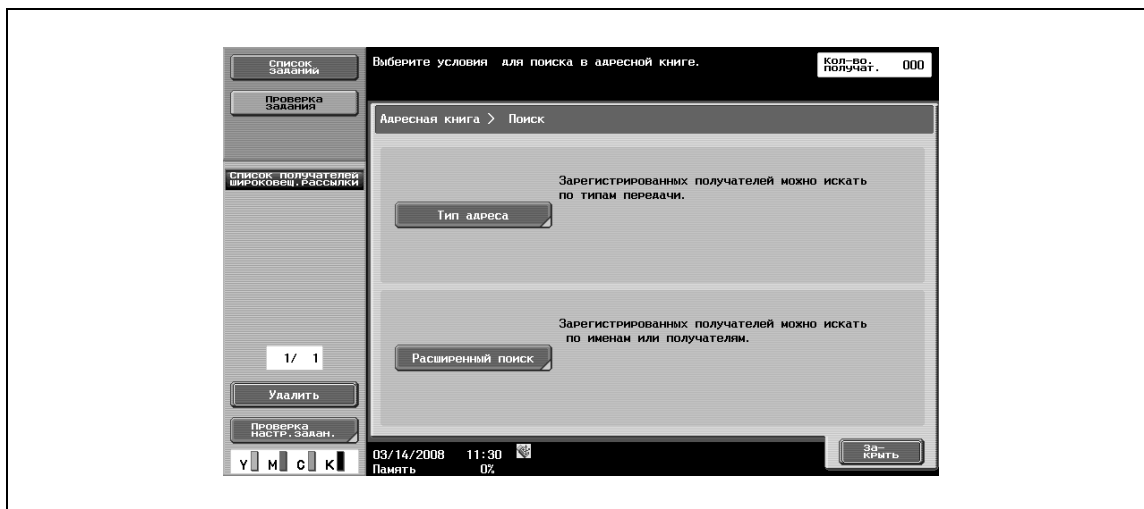 Список
заданий
Проверка
задания
Список получателей
широковещ.рассылки
1/ 1
Удалить
Проверка
настр.задан.
Y M C K
Выберите условия для поиска в адресной книге.
Кол-во.
получат. 000
Адресная книга > Поиск
Зарегистрированных получателей можно искать
по типам передачи.
Тип адреса
Зарегистрированных получателей можно искать
по именам или получателям.
Расширенный поиск
03/14/2008 11:30
Память 0%
За-
крыть